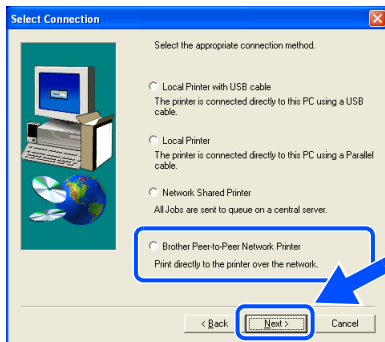 Select Connection
Select the appropriate connection method.
Local Printer with USB cable
The printer is connected directly to this PC using a USB
cable.
Local Printer
The printer is connected directly to this PC using a Parallel
cable.
Network Shared Printer
All Jobs are sent to queue on a central server.
Brother Peer-to-Peer Network Printer
Print directly to the printer over the network.
< Back
Next >
Cancel